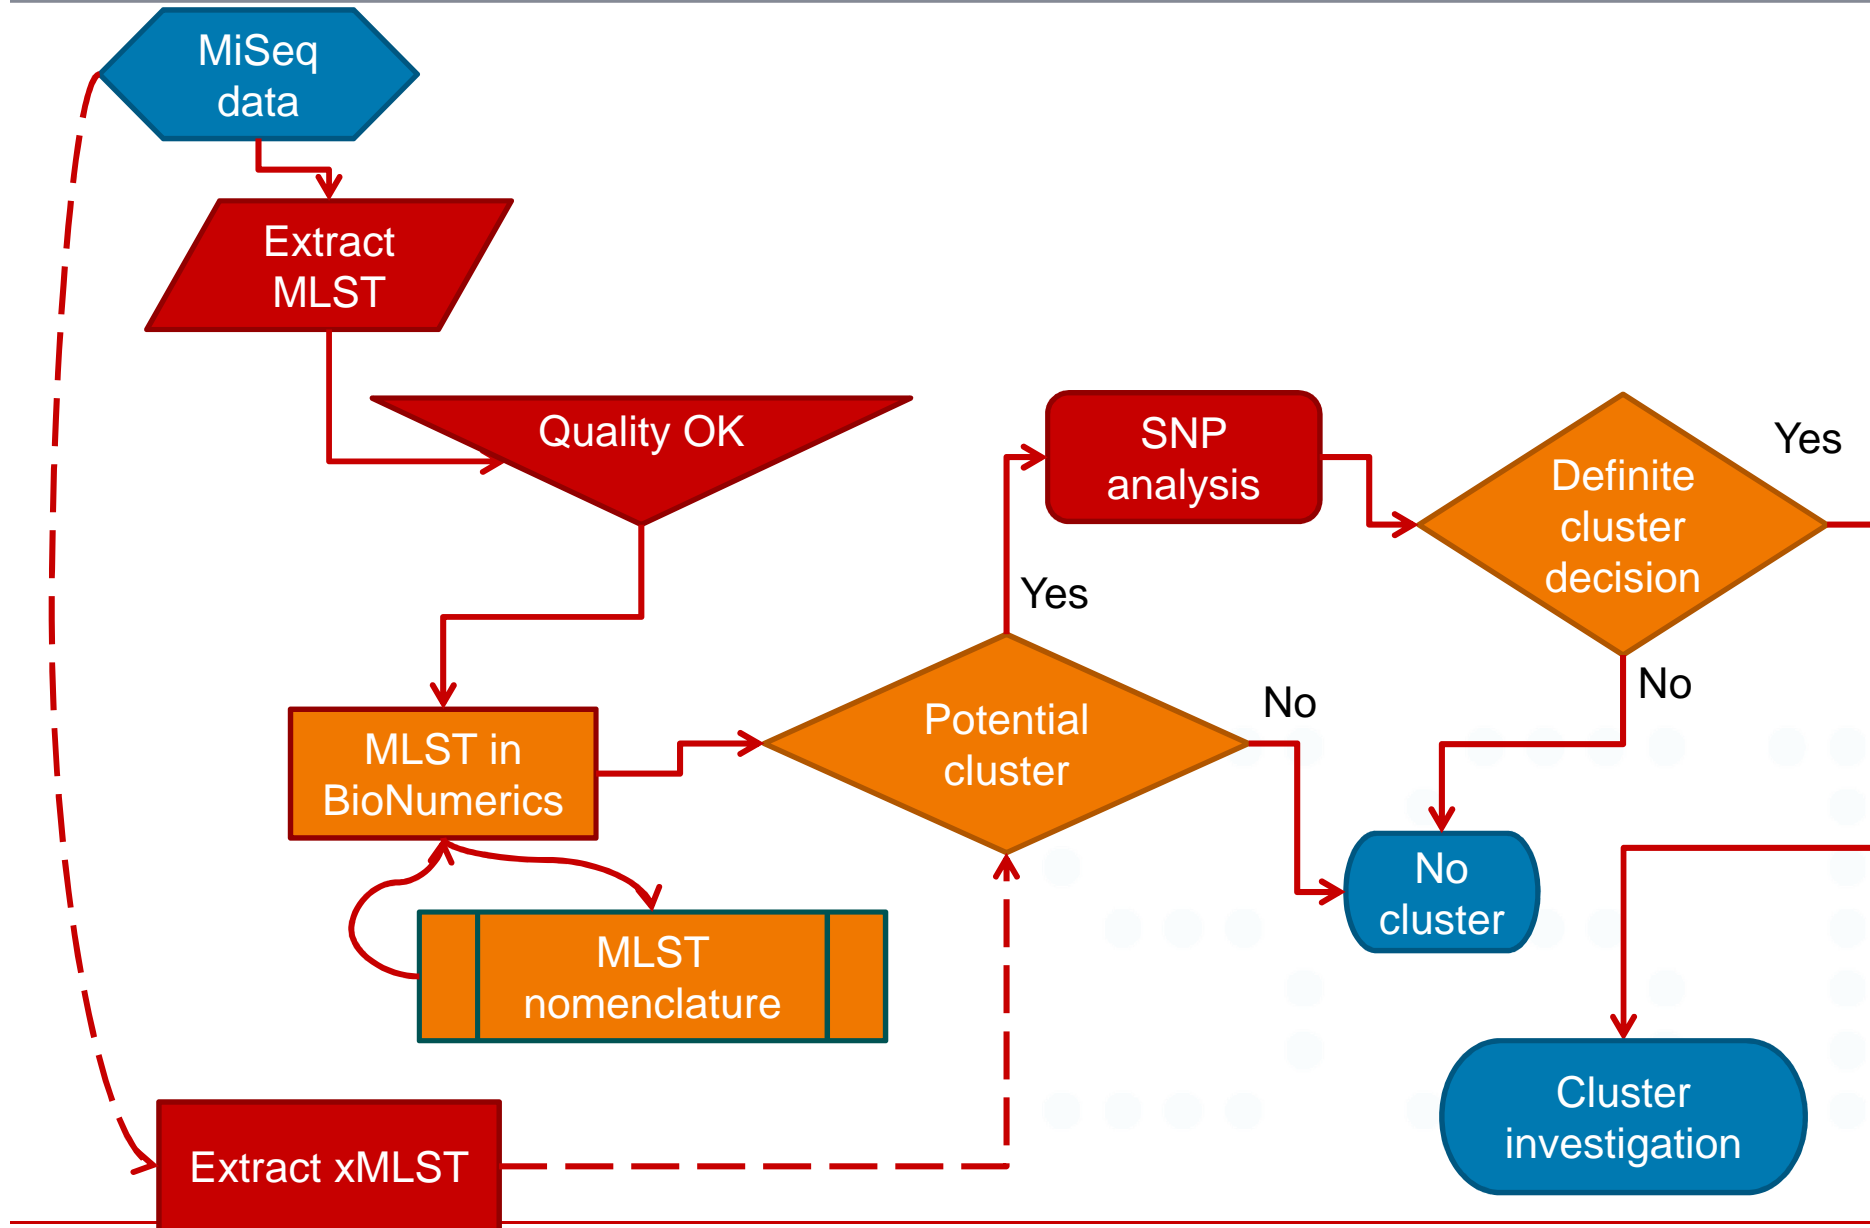 MiSeq
data
Extract
MLST
Quality OK
SNP
analysis
Yes
Definite
cluster
decision
Yes
No
No
MLST in
BioNumerics
Potential
cluster
No
cluster
MLST
nomenclature
Cluster
investigation
Extract xMLST